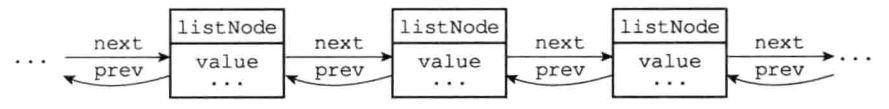 listNode listNode listNode
next next next next
... value value value ...
prev prev prev prev
... ... ...